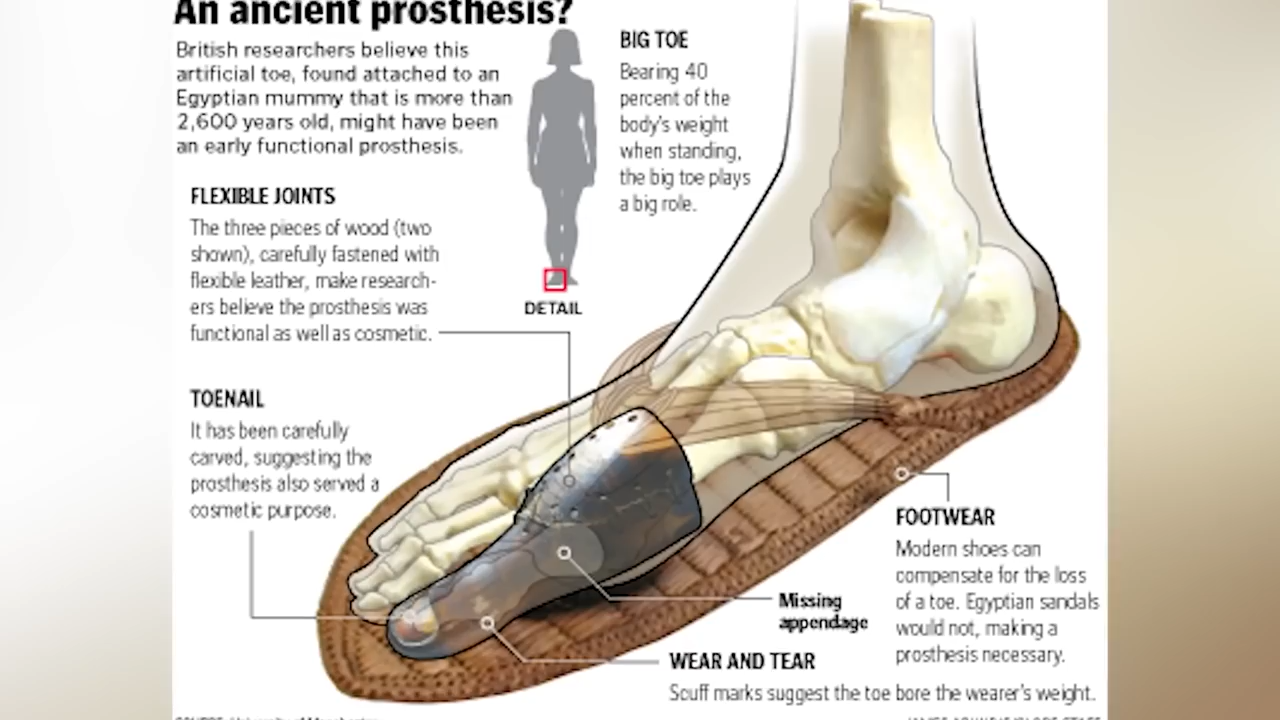 An ancient prosthesis?
British researchers believe this
artificial toe, found attached to an
Egyptian mummy that is more than
2,600 years old, might have been
an early functional prosthesis.
FLEXIBLE JOINTS
The three pieces of wood (two
shown), carefully fastened with
flexible leather, make research-
ers believe the prosthesis was
functional as well as cosmetic.
TOENAIL
It has been carefully
carved, suggesting the
prosthesis also served a
cosmetic purpose.
DETAIL
BIG TOE
Bearing 40
percent of the
body's weight
when standing,
the big toe plays
a big role.
FOOTWEAR
Modern shoes can
compensate for the loss
of a toe. Egyptian sandals
would not, making a
prosthesis necessary.
Missing
appendage
WEAR AND TEAR
Scuff marks suggest the toe bore the wearer's weight.